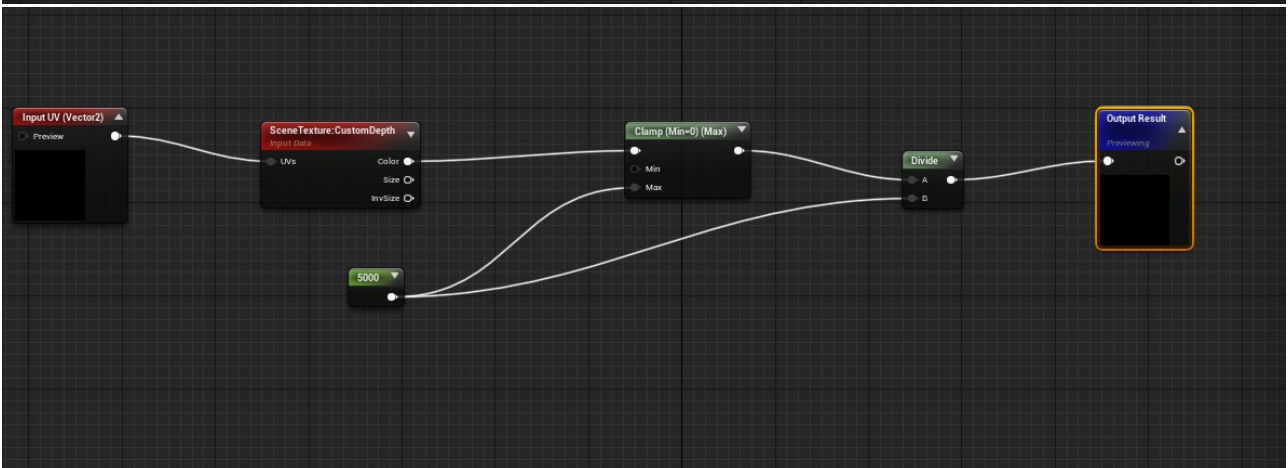 Input UV (Vector2)
Preview
SceneTexture:CustomDepth
Input Data
UVs
Color
Size
InvSize
5000
Clamp (Min=0) (Max)
Min
Max
Divide
A
B
Output Result
Previewing